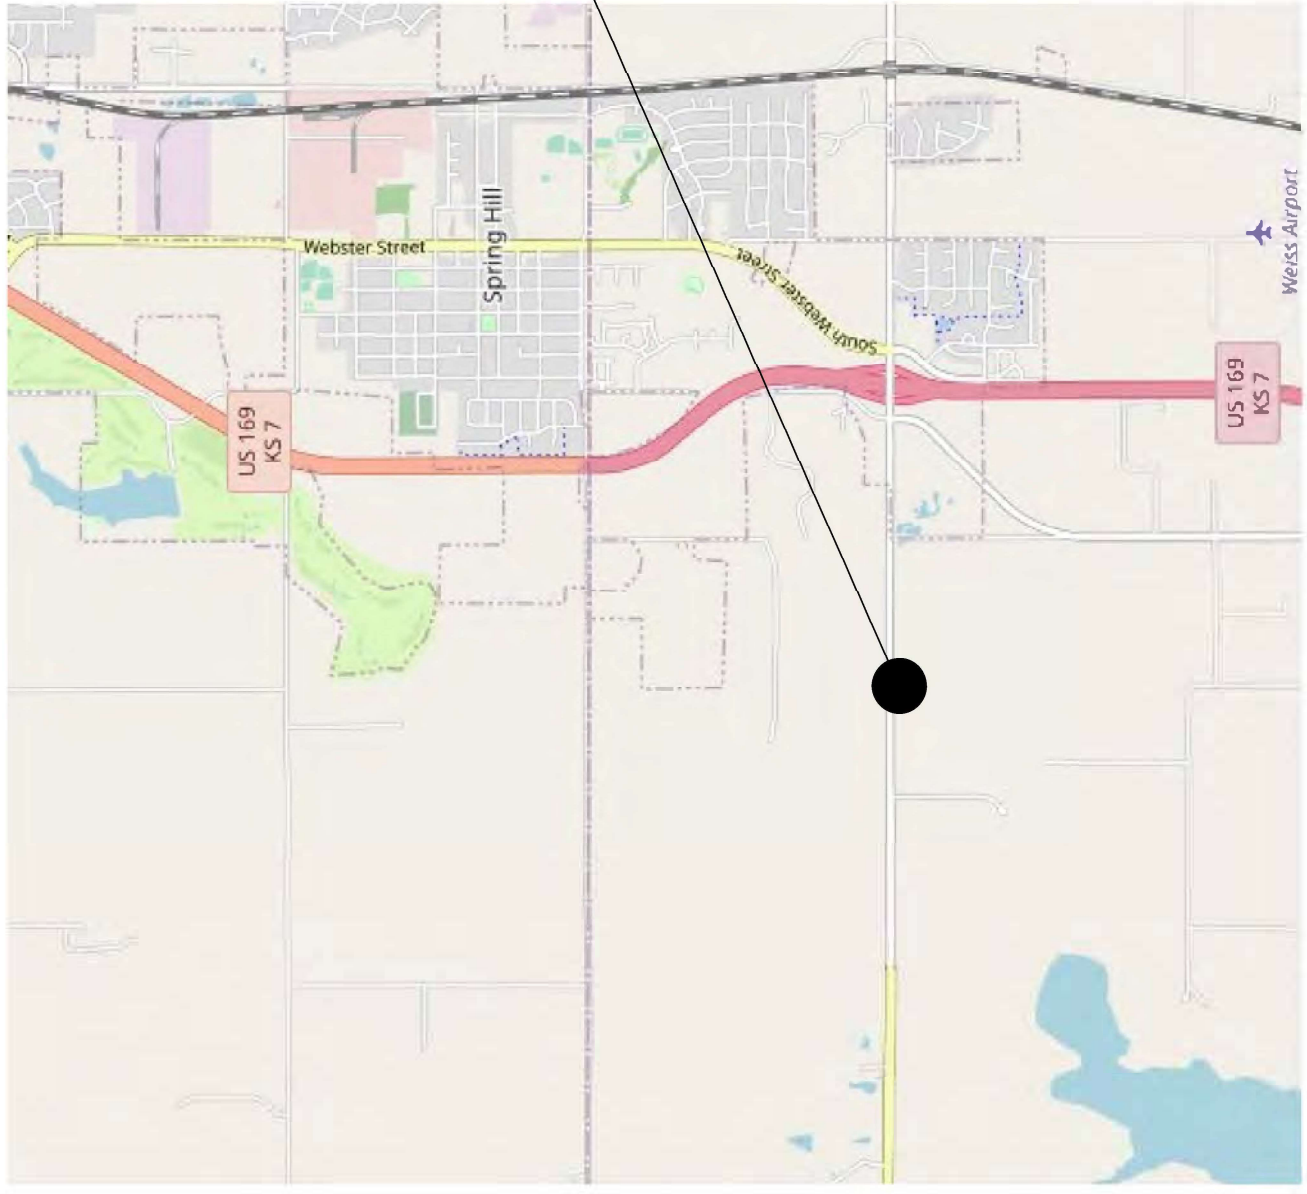 Webster Street
Spring Hill
South Webster Street
Weiss Airport
US 169
KS 7
US 169
KS 7